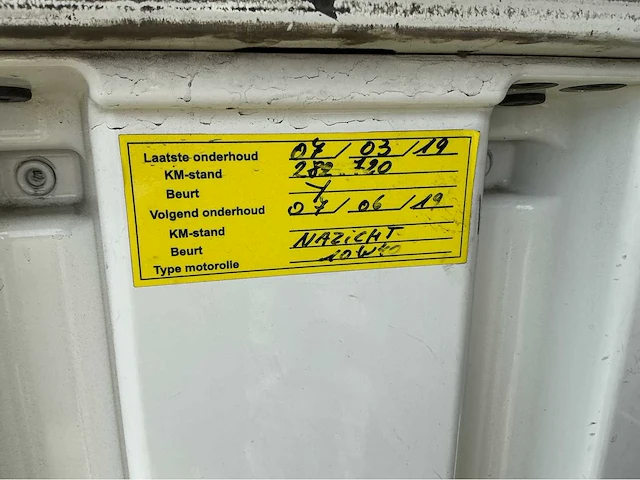 Laatste onderhoud 07/03/19
KM-stand 282.720
Beurt Y
Volgend onderhoud 07/06/19
KM-stand
Beurt NAZICHT
Type motorolie 10W40